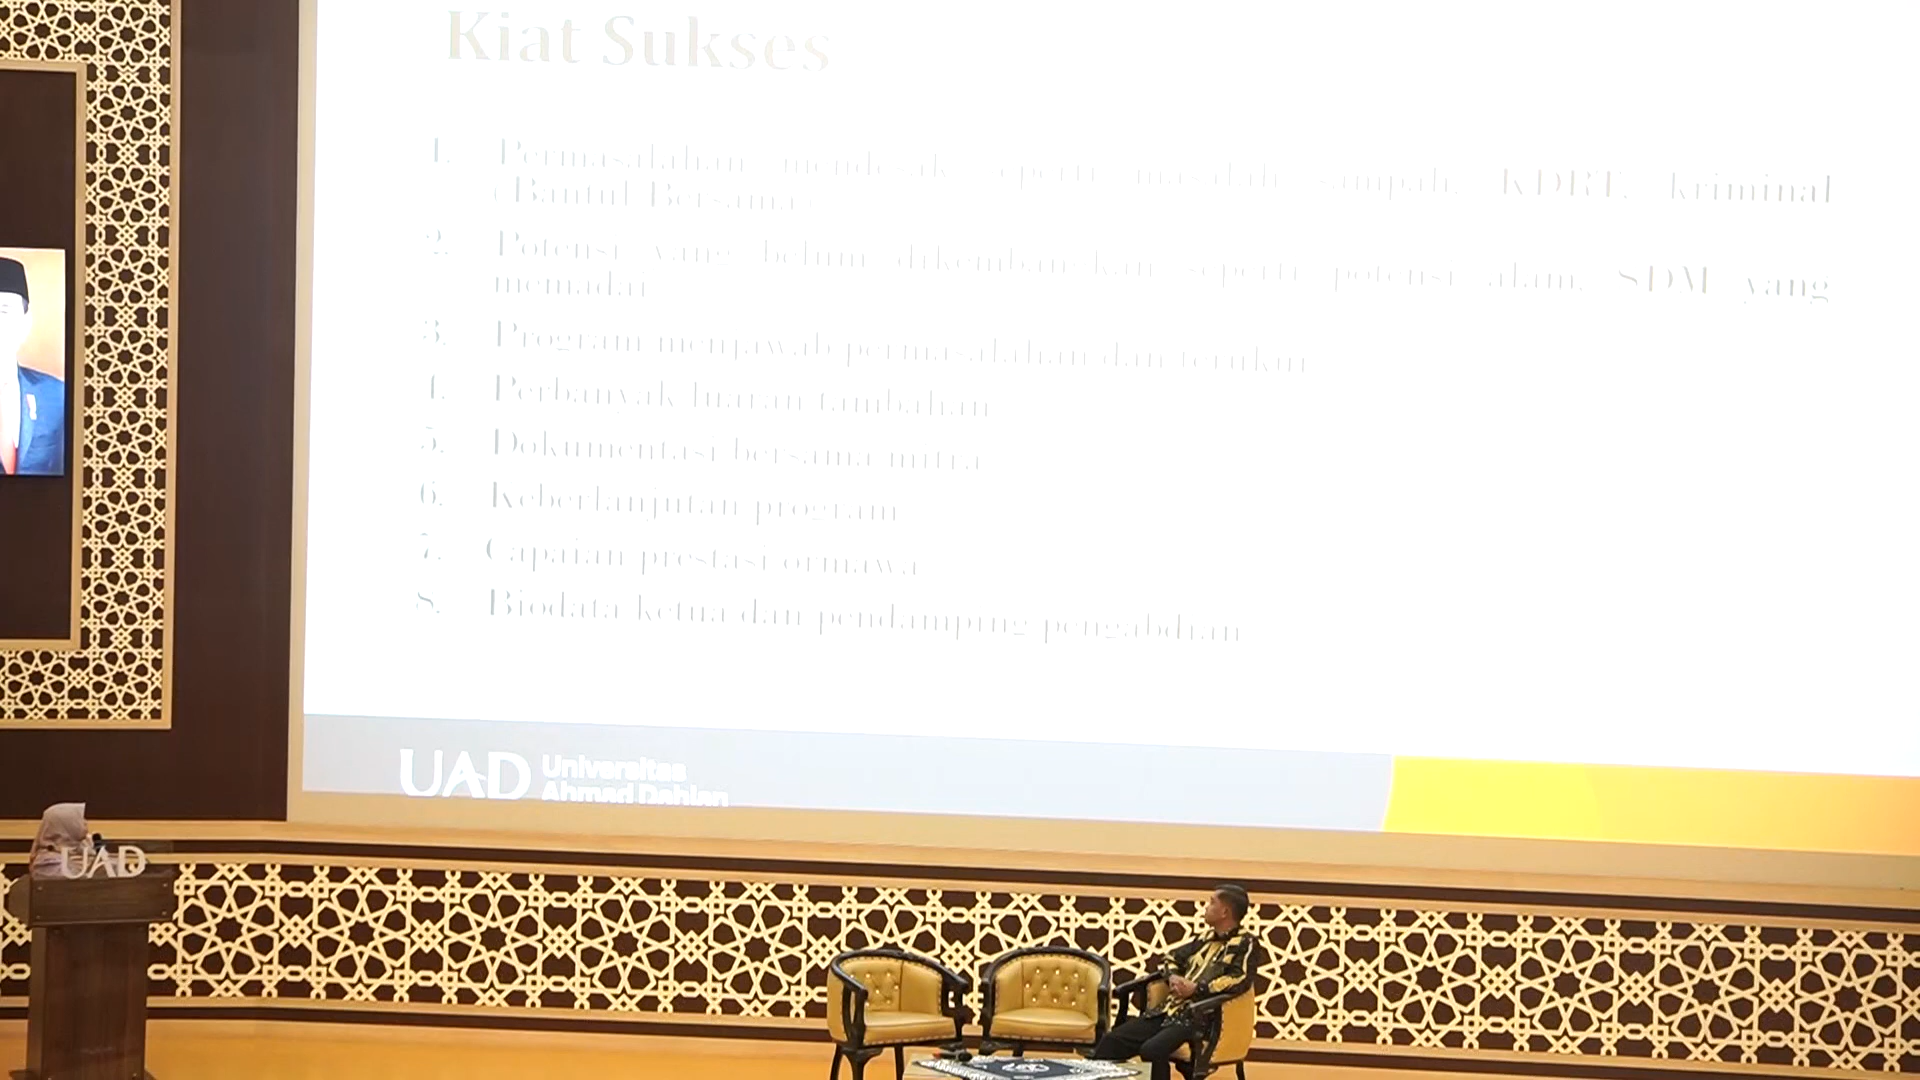 Kiat Sukses
1. Permasalahan mendesak seperti masalah sampah, KDRT, kriminal
(Bantul Bersama)
2. Potensi yang belum dikembangkan seperti potensi alam, SDM yang
memadai
3. Program menjawab permasalahan dan terukur
4. Perbanyak luaran tambahan
5. Dokumentasi bersama mitra
6. Keberlanjutan program
7. Capaian prestasi ormawa
8. Biodata ketua dan pendamping pengabdian
UAD Universitas
Ahmad Dahlan
UAD